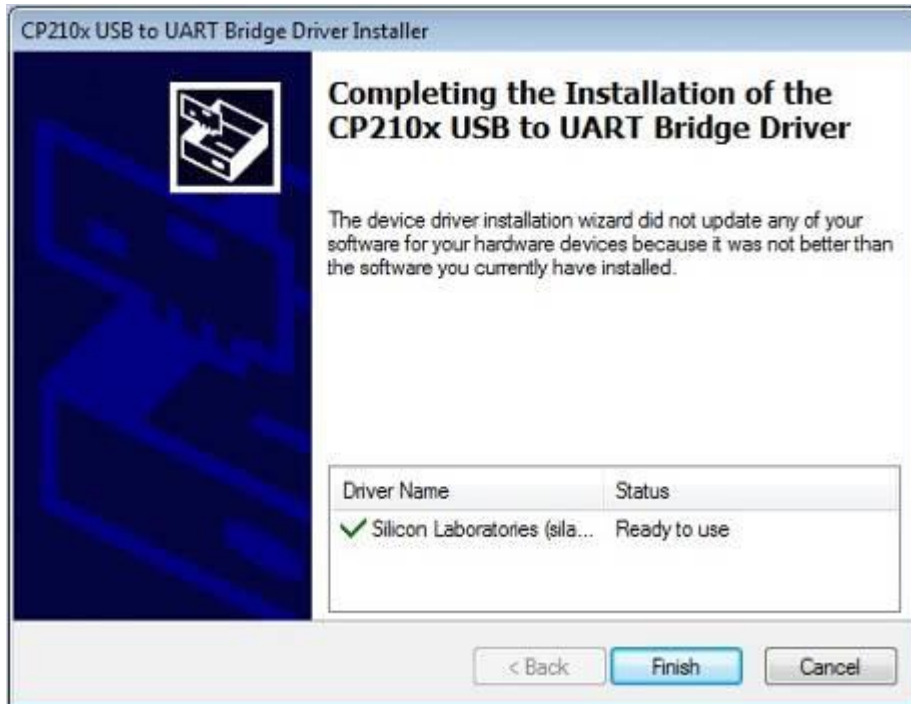 CP210x USB to UART Bridge Driver Installer
Completing the Installation of the
CP210x USB to UART Bridge Driver
The device driver installation wizard did not update any of your
software for your hardware devices because it was not better than
the software you currently have installed.
Driver Name Status
Silicon Laboratories (sila... Ready to use
< Back Finish Cancel